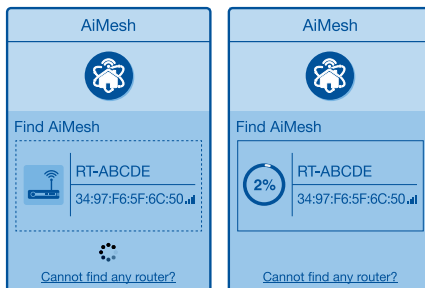 AiMesh
Find AiMesh
RT-ABCDE
34:97:F6:5F:6C:50
Cannot find any router?
AiMesh
Find AiMesh
2%
RT-ABCDE
34:97:F6:5F:6C:50
Cannot find any router?